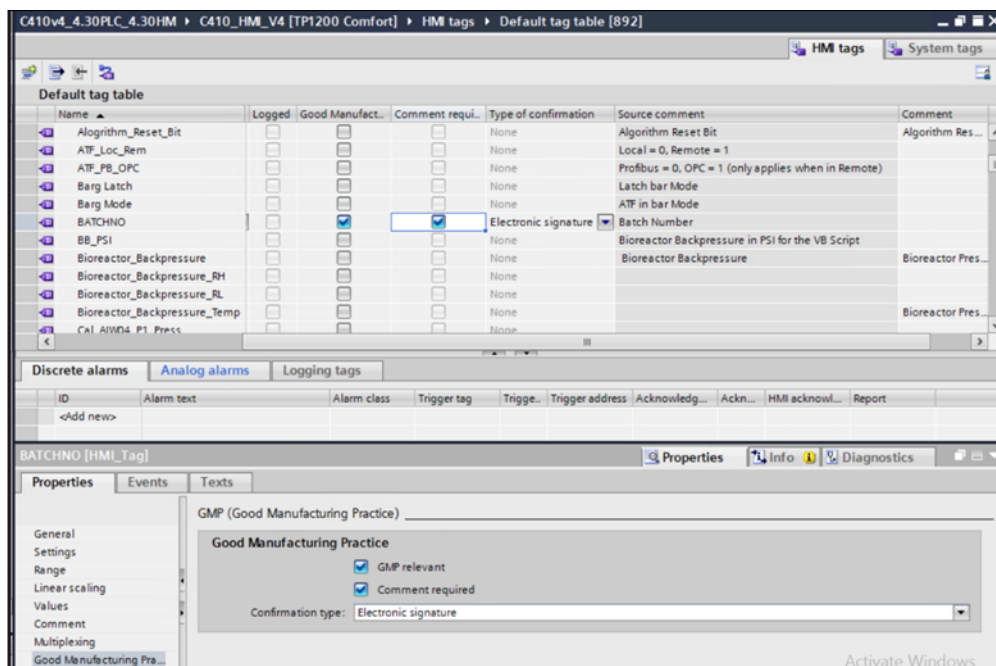 C410v4_4.30PLC_4.30HM ▸ C410_HMI_V4 [TP1200 Comfort] ▸ HMI tags ▸ Default tag table [892]
HMI tags System tags
Default tag table
Name Logged Good Manufact... Comment requi... Type of confirmation Source comment Comment
Alogrithm_Reset_Bit None Algorithm Reset Bit Algorithm Res...
ATF_Loc_Rem None Local = 0, Remote = 1
ATF_PB_OPC None Profibus = 0, OPC = 1 (only applies when in Remote)
Barg Latch None Latch bar Mode
Barg Mode None ATF in bar Mode
BATCHNO Electronic signature Batch Number
BB_PSI None Bioreactor Backpressure in PSI for the VB Script
Bioreactor_Backpressure None Bioreactor Backpressure Bioreactor Pres...
Bioreactor_Backpressure_RH None
Bioreactor_Backpressure_RL None
Bioreactor_Backpressure_Temp None Bioreactor Pres...
Cal_AIWD4_P1_Press None
Discrete alarms Analog alarms Logging tags
ID Alarm text Alarm class Trigger tag Trigge... Trigger address Acknowledg... Ackn... HMI acknowl... Report
<Add new>
BATCHNO [HMI_Tag] Properties Info Diagnostics
Properties Events Texts
GMP (Good Manufacturing Practice)
General
Settings
Range
Linear scaling
Values
Comment
Multiplexing
Good Manufacturing Pra...
Good Manufacturing Practice
GMP relevant
Comment required
Confirmation type: Electronic signature
Activate Windows